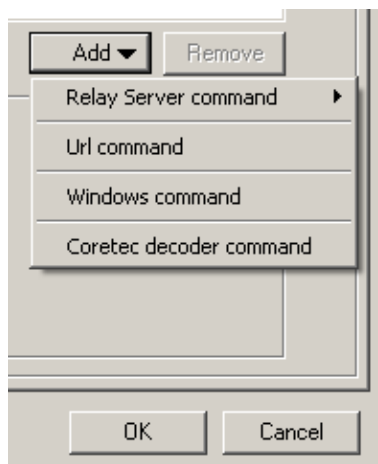 Add Remove
Relay Server command
Url command
Windows command
Coretec decoder command
OK Cancel